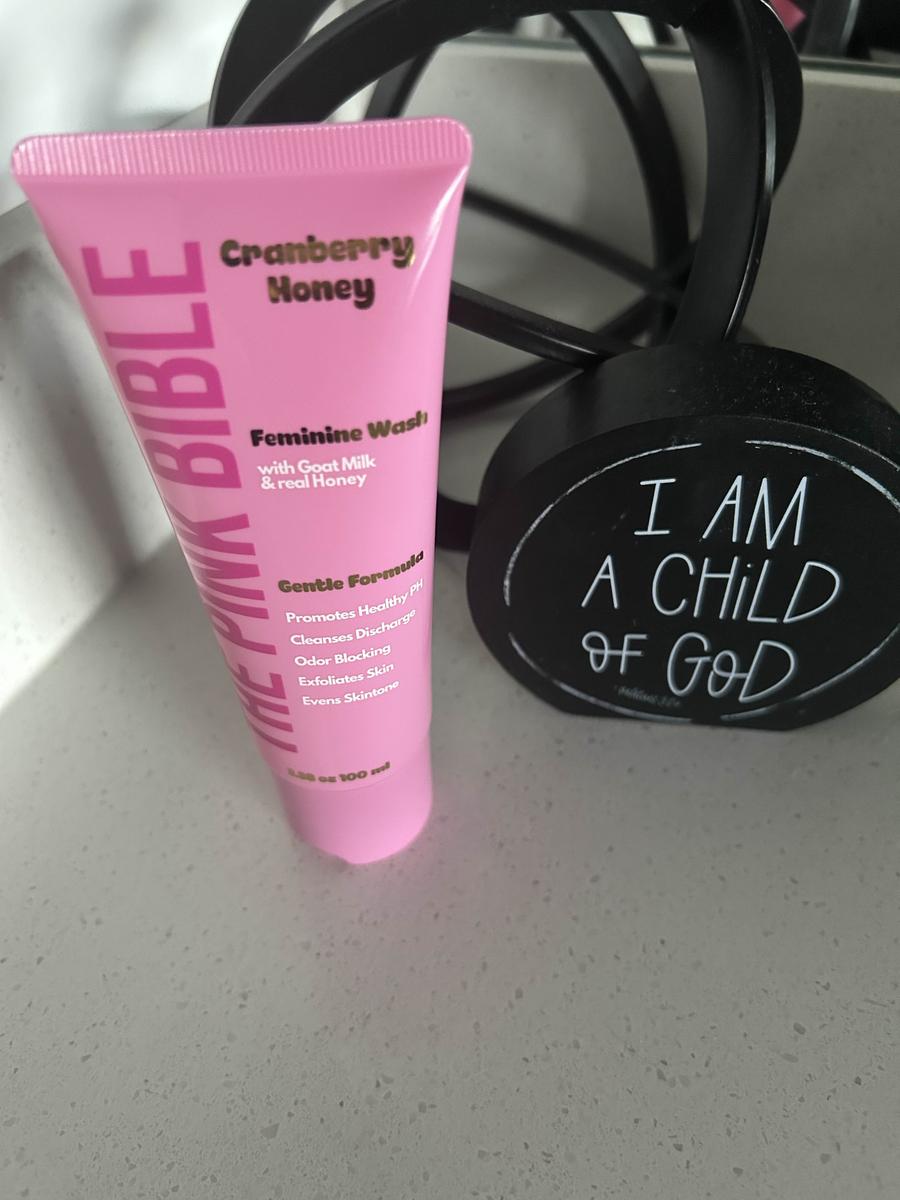 THE PINK BIBLE
Cranberry
Honey
Feminine Wash
with Goat Milk
& real Honey
Gentle Formula
Promotes Healthy PH
Cleanses Discharge
Odor Blocking
Exfoliates Skin
Evens Skintone
oz 100 ml
I AM
A CHiLD
OF GOD